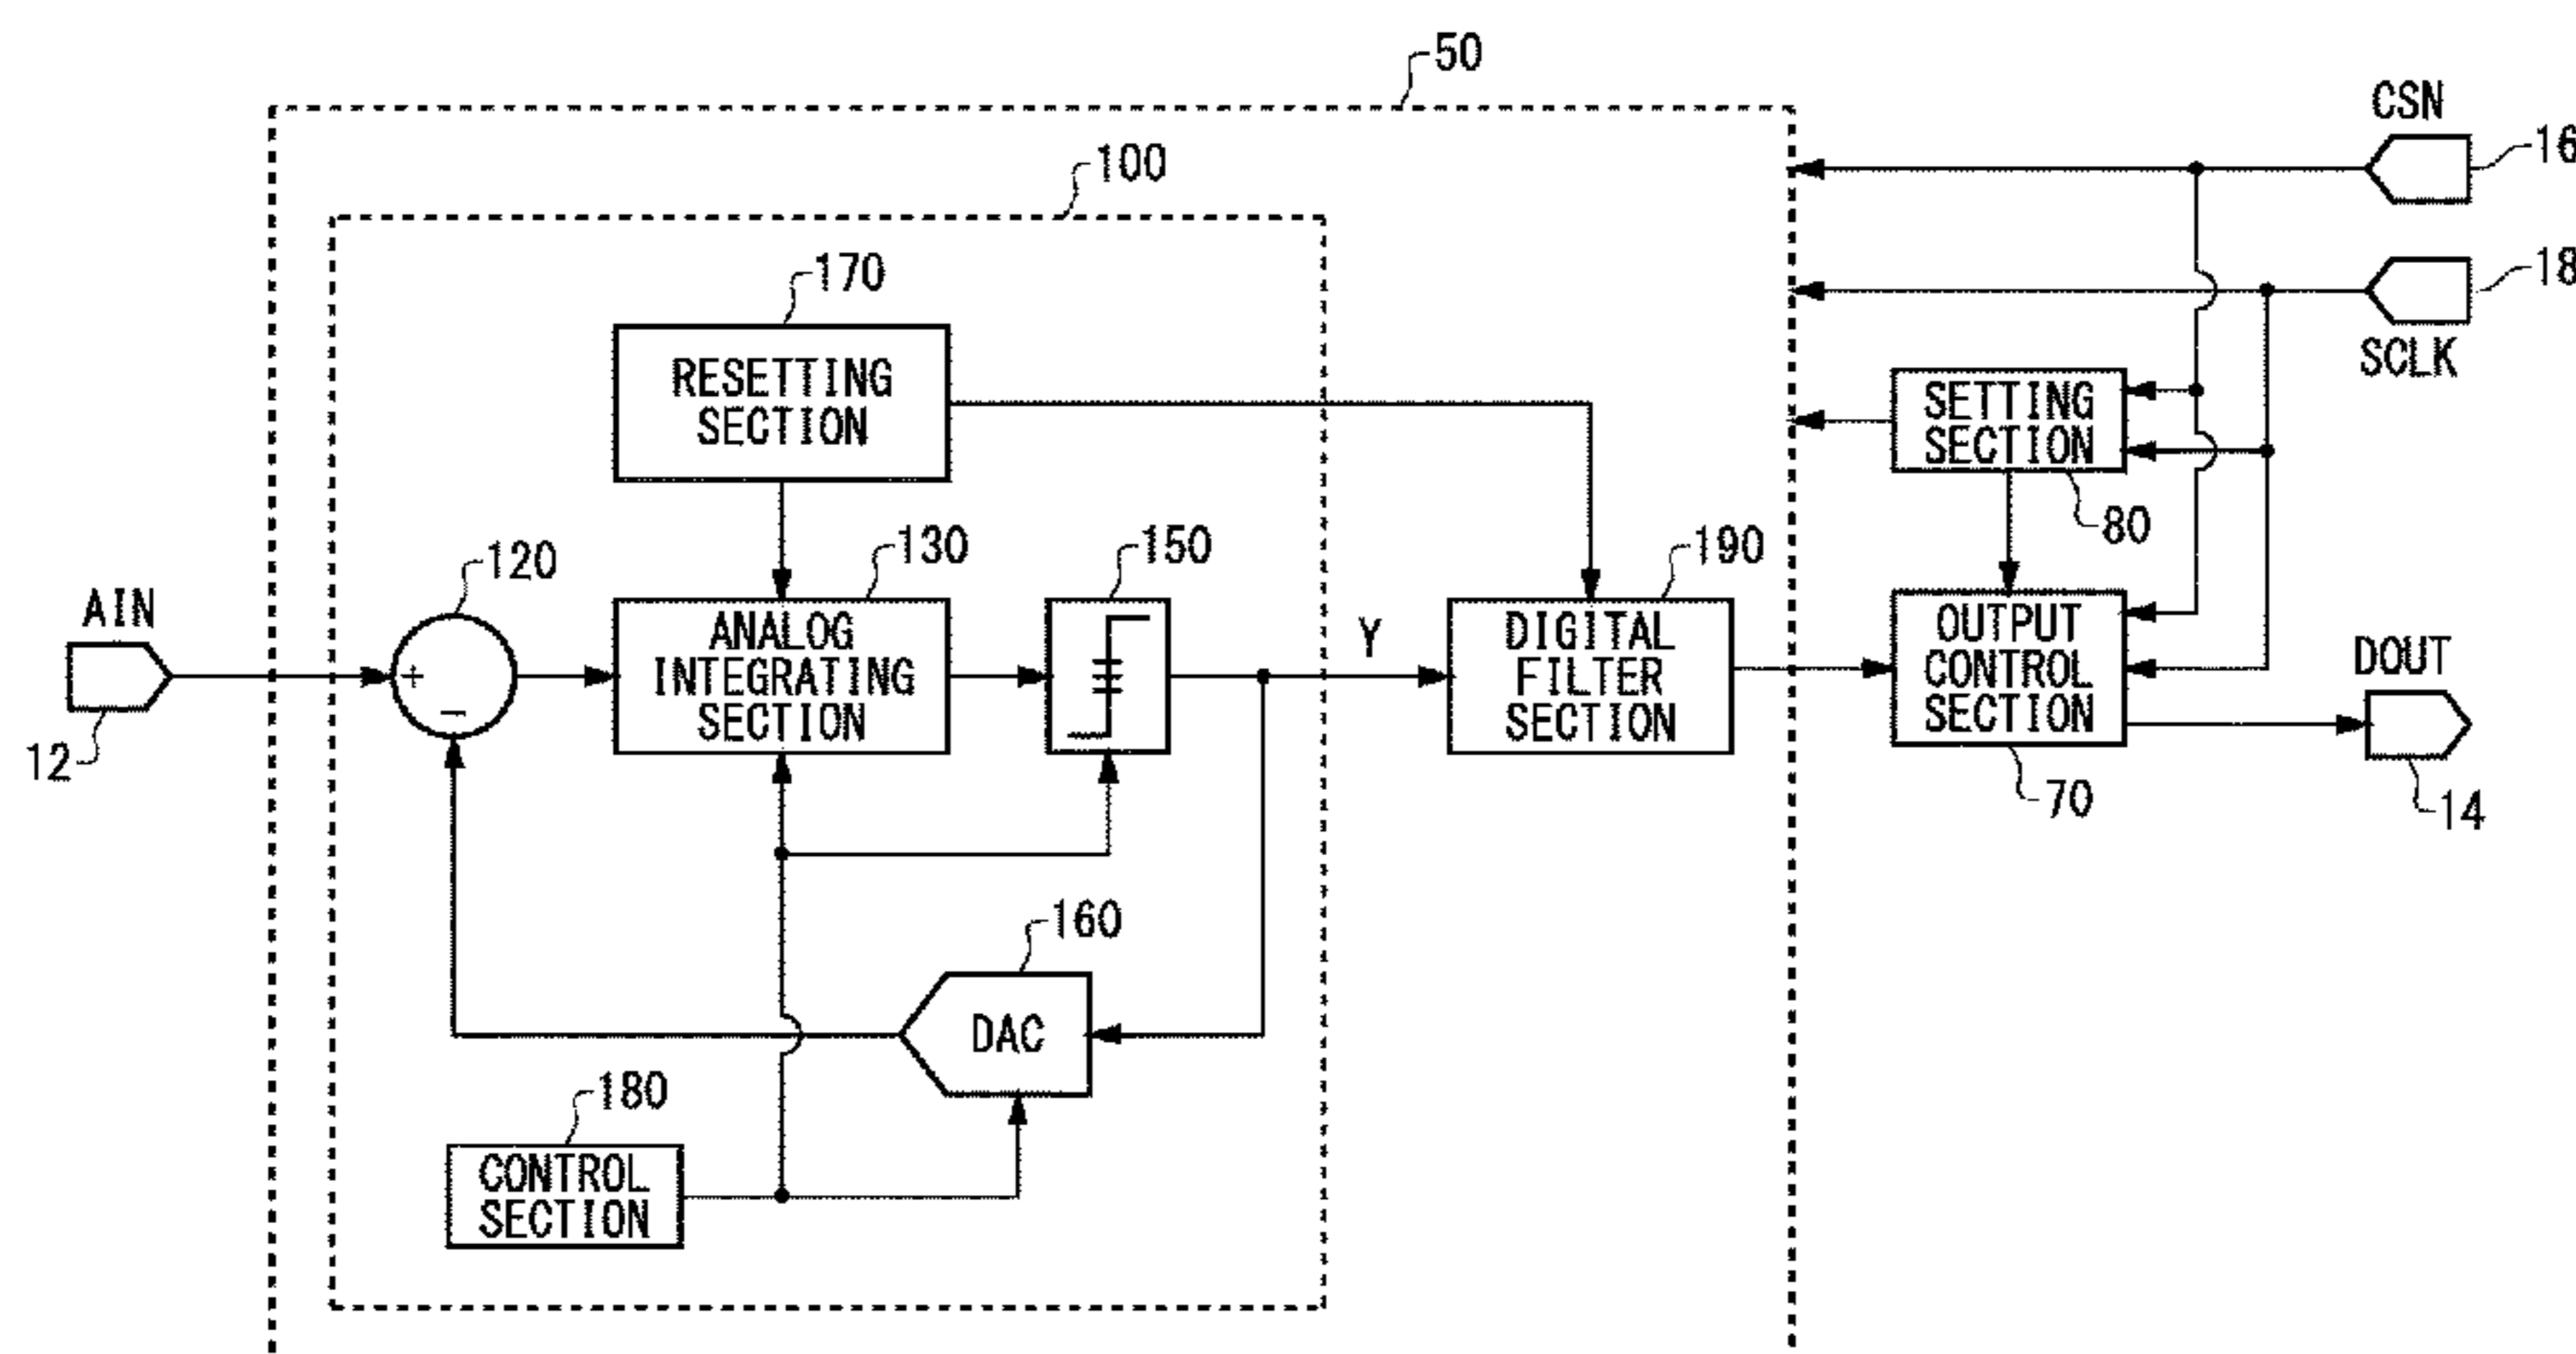 50
CSN
16
100
18
SCLK
170
RESETTING
SECTION
SETTING
SECTION
80
120
130
150
190
AIN
12
+
−
ANALOG
INTEGRATING
SECTION
Y
DIGITAL
FILTER
SECTION
OUTPUT
CONTROL
SECTION
70
DOUT
14
160
DAC
180
CONTROL
SECTION